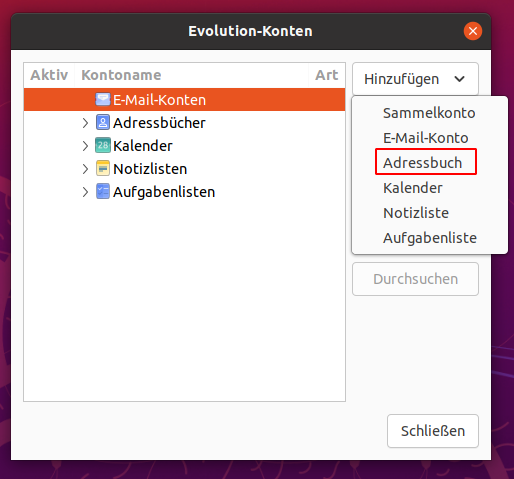 Evolution-Konten
Aktiv Kontoname Art
Hinzufügen
E-Mail-Konten
Adressbücher
28 Kalender
Notizlisten
Aufgabenlisten
Sammelkonto
E-Mail-Konto
Adressbuch
Kalender
Notizliste
Aufgabenliste
Durchsuchen
Schließen